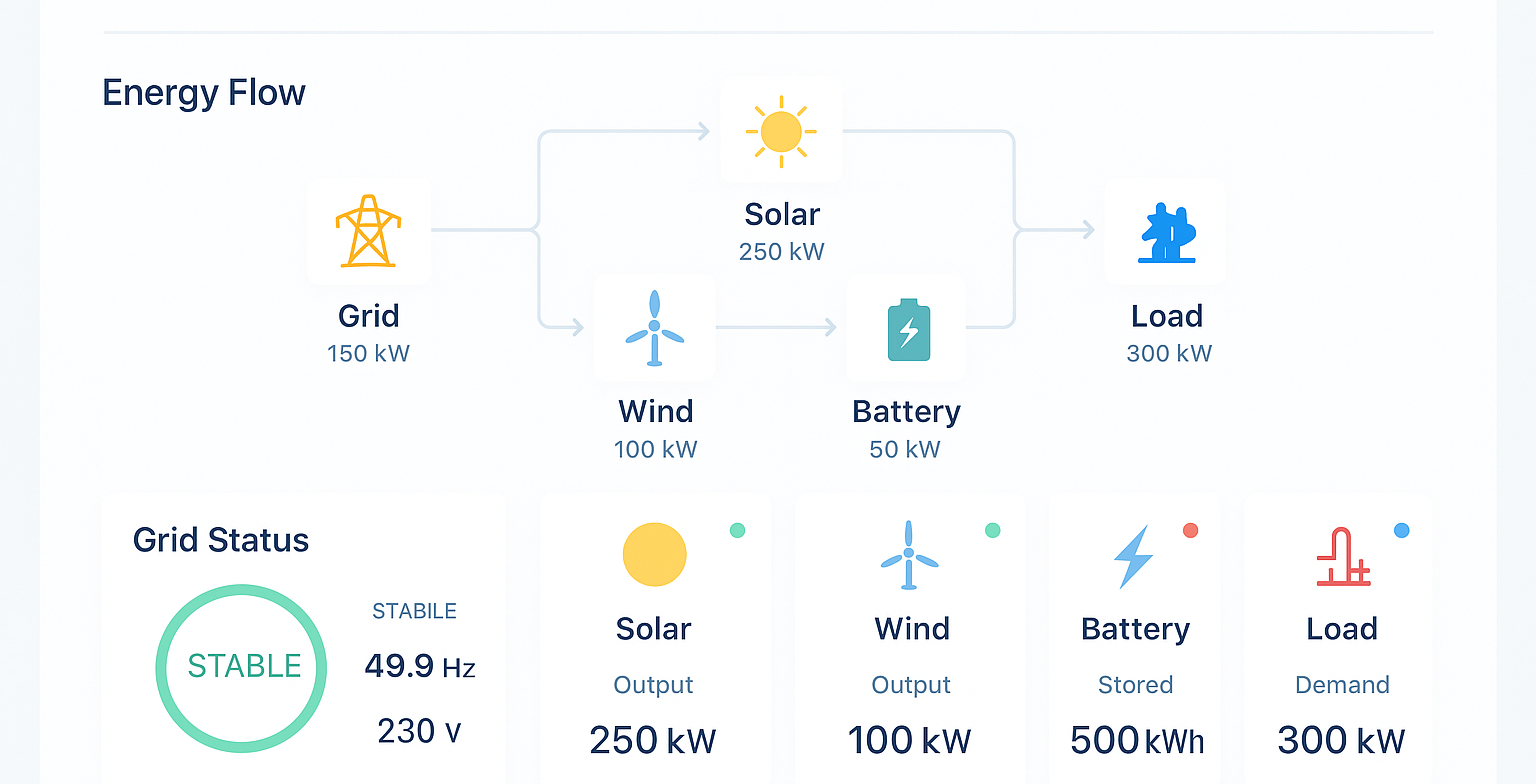 Energy Flow
Solar
250 kW
Grid
150 kW
Load
300 kW
Wind
100 kW
Battery
50 kW
Grid Status
STABLE
STABILE
49.9 Hz
230 V
Solar
Output
250 kW
Wind
Output
100 kW
Battery
Stored
500 kWh
Load
Demand
300 kW